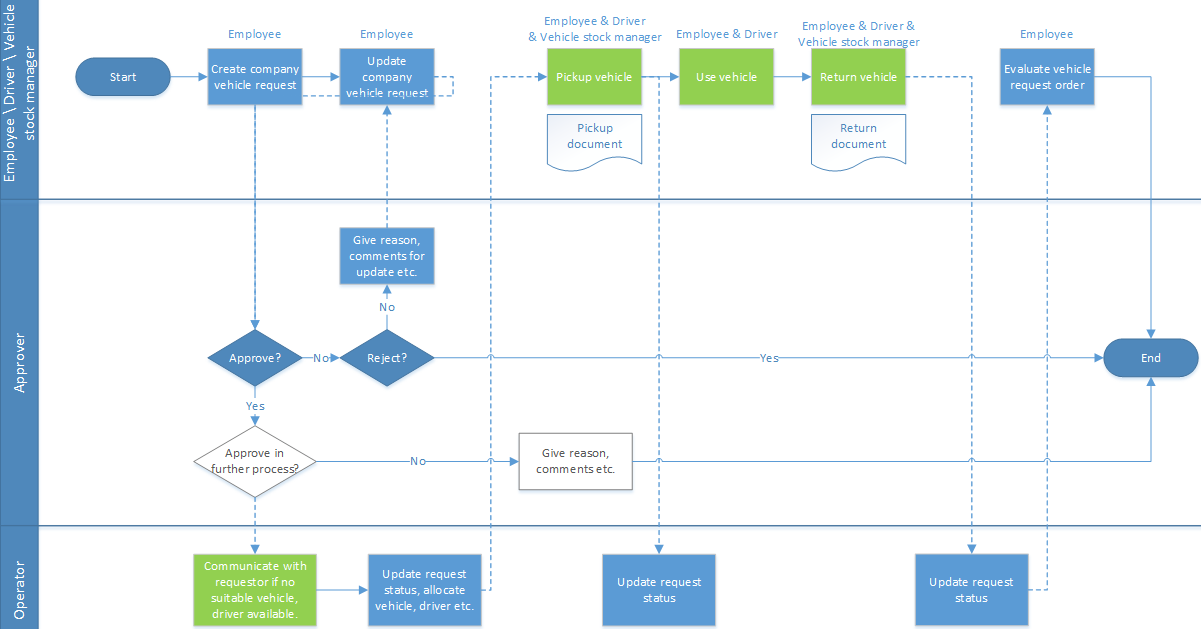 Employee \ Driver \ Vehicle
stock manager
Employee
Employee
Employee & Driver
& Vehicle stock manager
Employee & Driver
Employee & Driver &
Vehicle stock manager
Employee
Start
Create company
vehicle request
Update
company
vehicle request
Pickup vehicle
Use vehicle
Return vehicle
Evaluate vehicle
request order
Pickup
document
Return
document
Approver
Give reason,
comments for
update etc.
No
Approve?
No
Reject?
Yes
End
Yes
Approve in
further process?
No
Give reason,
comments etc.
Operator
Communicate with
requestor if no
suitable vehicle,
driver available.
Update request
status, allocate
vehicle, driver etc.
Update request
status
Update request
status